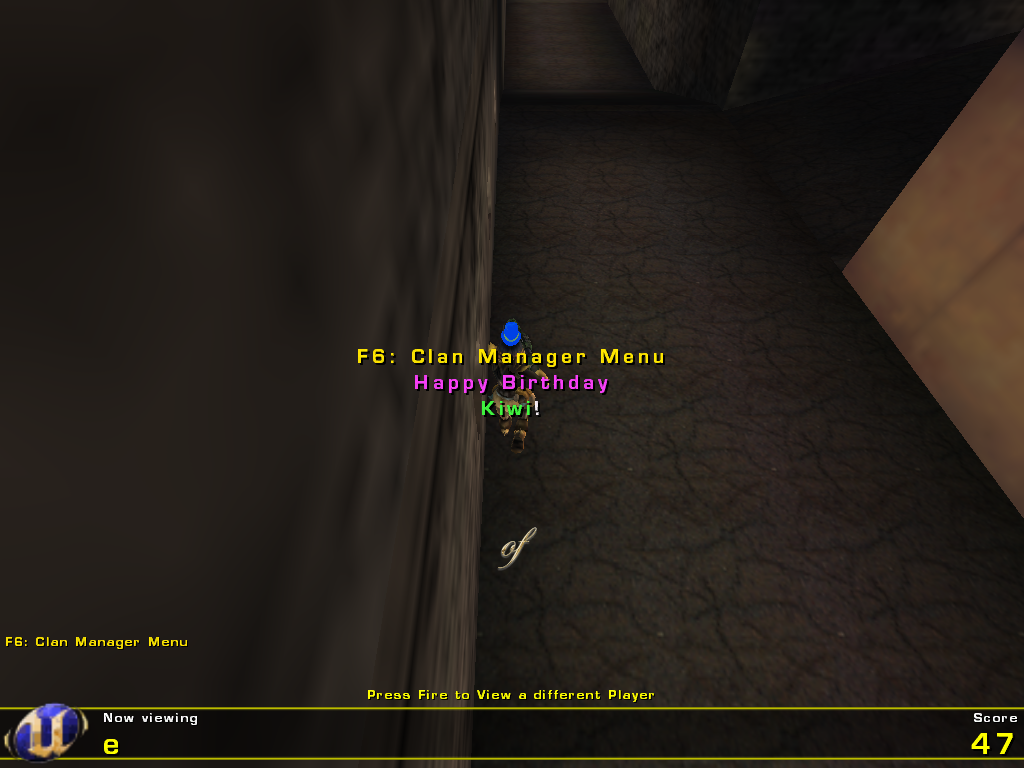 F6: Clan Manager Menu
Happy Birthday
Kiwi!
of
F6: Clan Manager Menu
Press Fire to View a different Player
Now viewing
e
Score
47